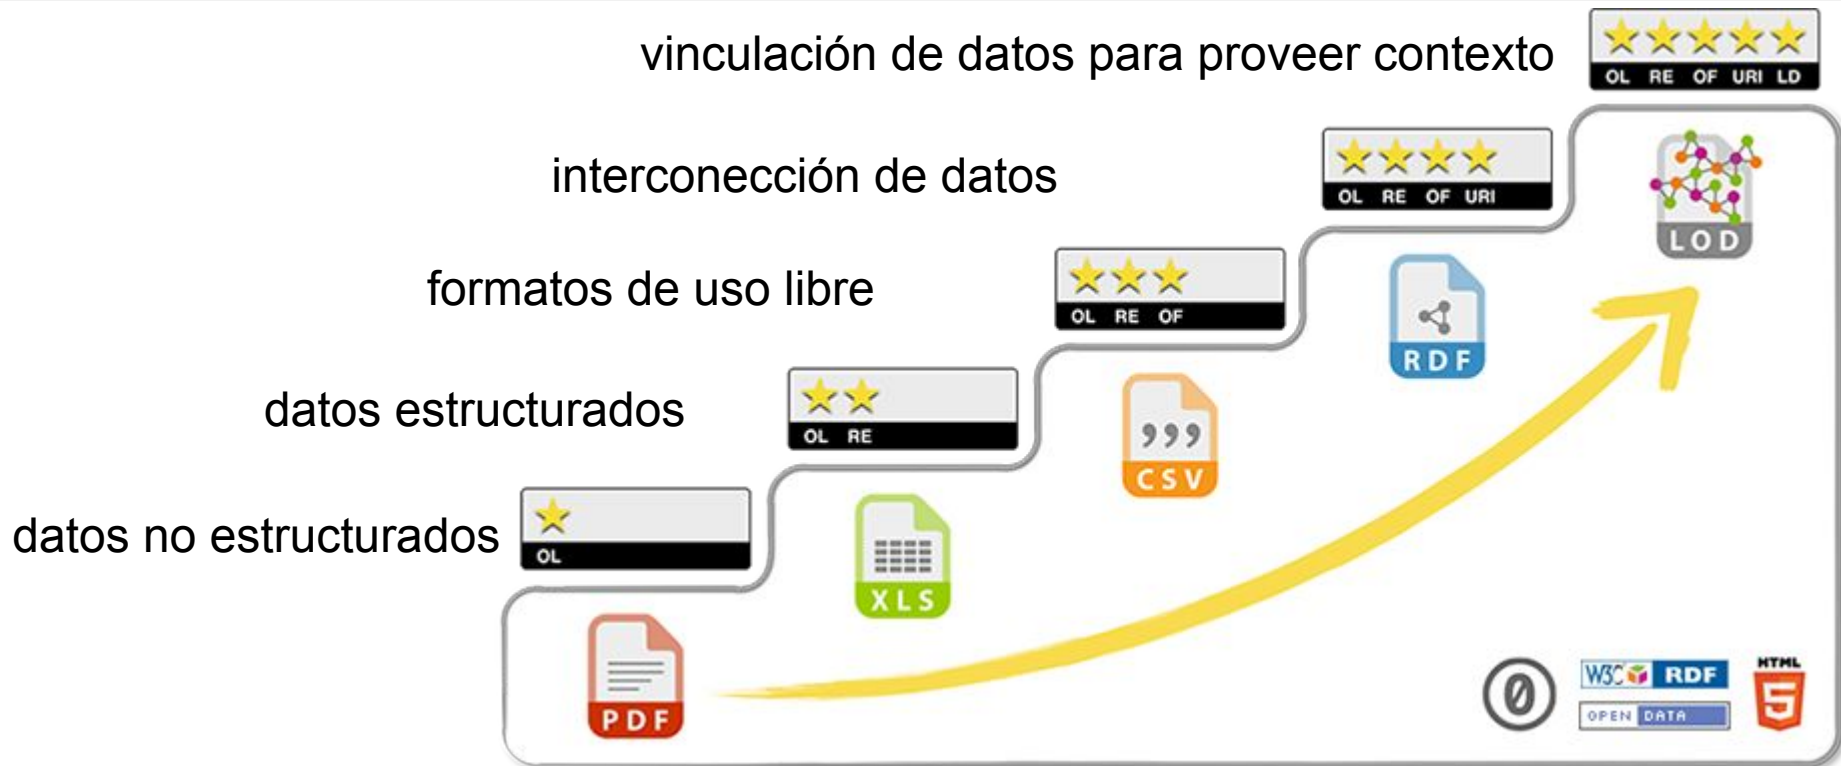 vinculación de datos para proveer contexto
OL RE OF URI LD
interconección de datos
OL RE OF URI
LOD
formatos de uso libre
OL RE OF
RDF
datos estructurados
OL RE
,,,
CSV
datos no estructurados
OL
XLS
PDF
0
W3C RDF
OPEN DATA
HTML
5